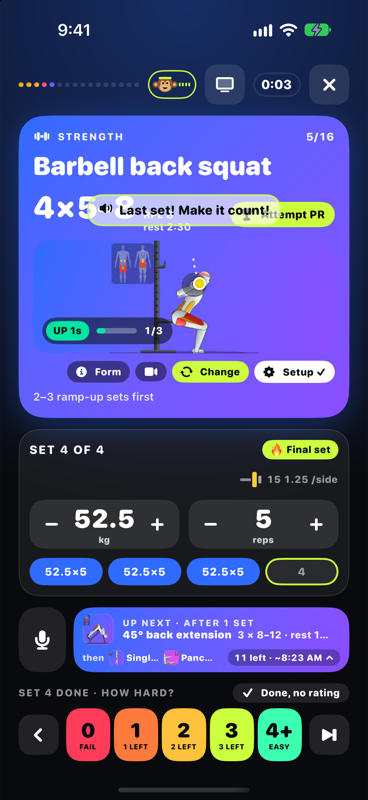 9:41
0:03
STRENGTH
5/16
Barbell back squat
4×5
8
Last set! Make it count!
Attempt PR
rest 2:30
UP 1s
1/3
Form
Change
Setup ✓
2–3 ramp-up sets first
SET 4 OF 4
Final set
15 1.25 /side
− 52.5 +
kg
− 5 +
reps
52.5×5
52.5×5
52.5×5
4
UP NEXT · AFTER 1 SET
45° back extension 3 x 8–12 · rest 1…
then Singl… Panc…
11 left · ~8:23 AM
SET 4 DONE · HOW HARD?
✓ Done, no rating
0
FAIL
1
1 LEFT
2
2 LEFT
3
3 LEFT
4+
EASY